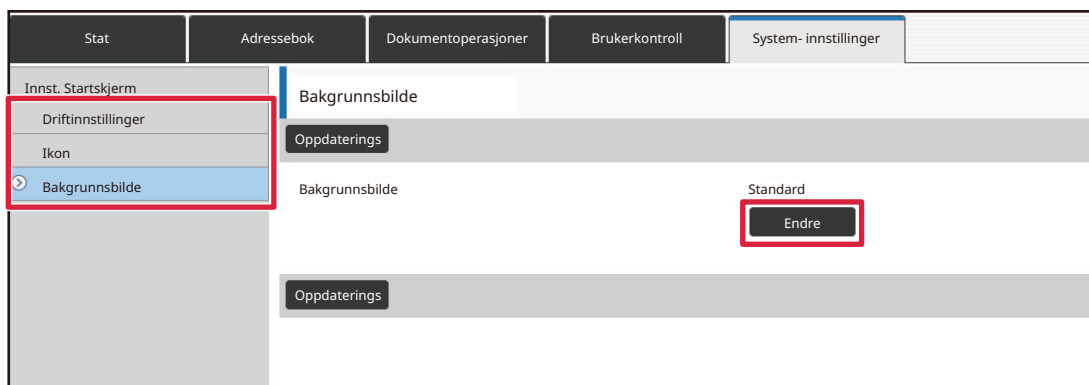 Stat
Adressebok
Dokumentoperasjoner
Brukerkontroll
System- innstillinger
Innst. Startskjerm
Driftinnstillinger
Ikon
Bakgrunnsbilde
Bakgrunnsbilde
Oppdaterings
Bakgrunnsbilde
Standard
Endre
Oppdaterings